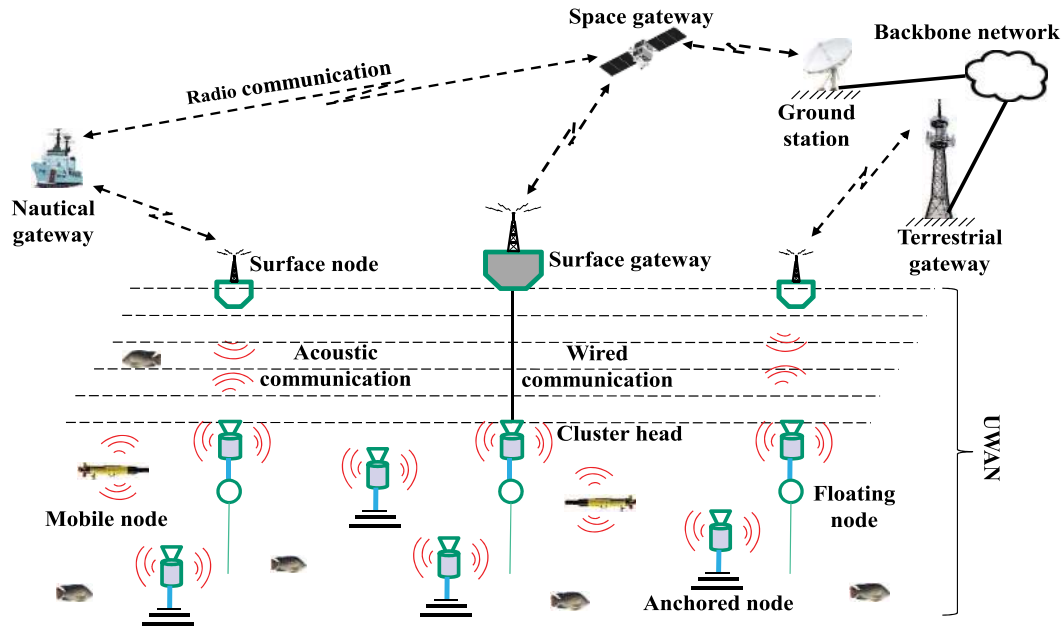 Space gateway
Backbone network
Radio communication
Ground
station
Nautical
gateway
Terrestrial
gateway
Surface node
Surface gateway
Acoustic
communication
Wired
communication
Cluster head
UWAN
Mobile node
Floating
node
Anchored node